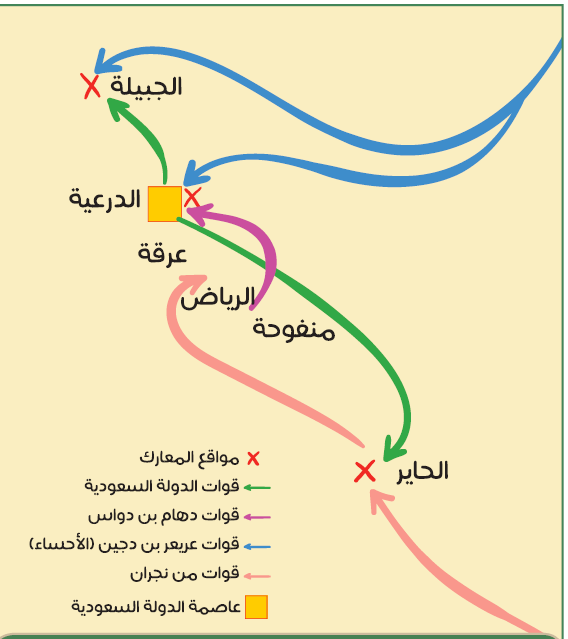 الجبيلة
الدرعية
عرقة
الرياض
منفوحة
الحاير
مواقع المعارك
قوات الدولة السعودية
قوات دهام بن دواس
قوات عريعر بن دجين (الأحساء)
قوات من نجران
عاصمة الدولة السعودية